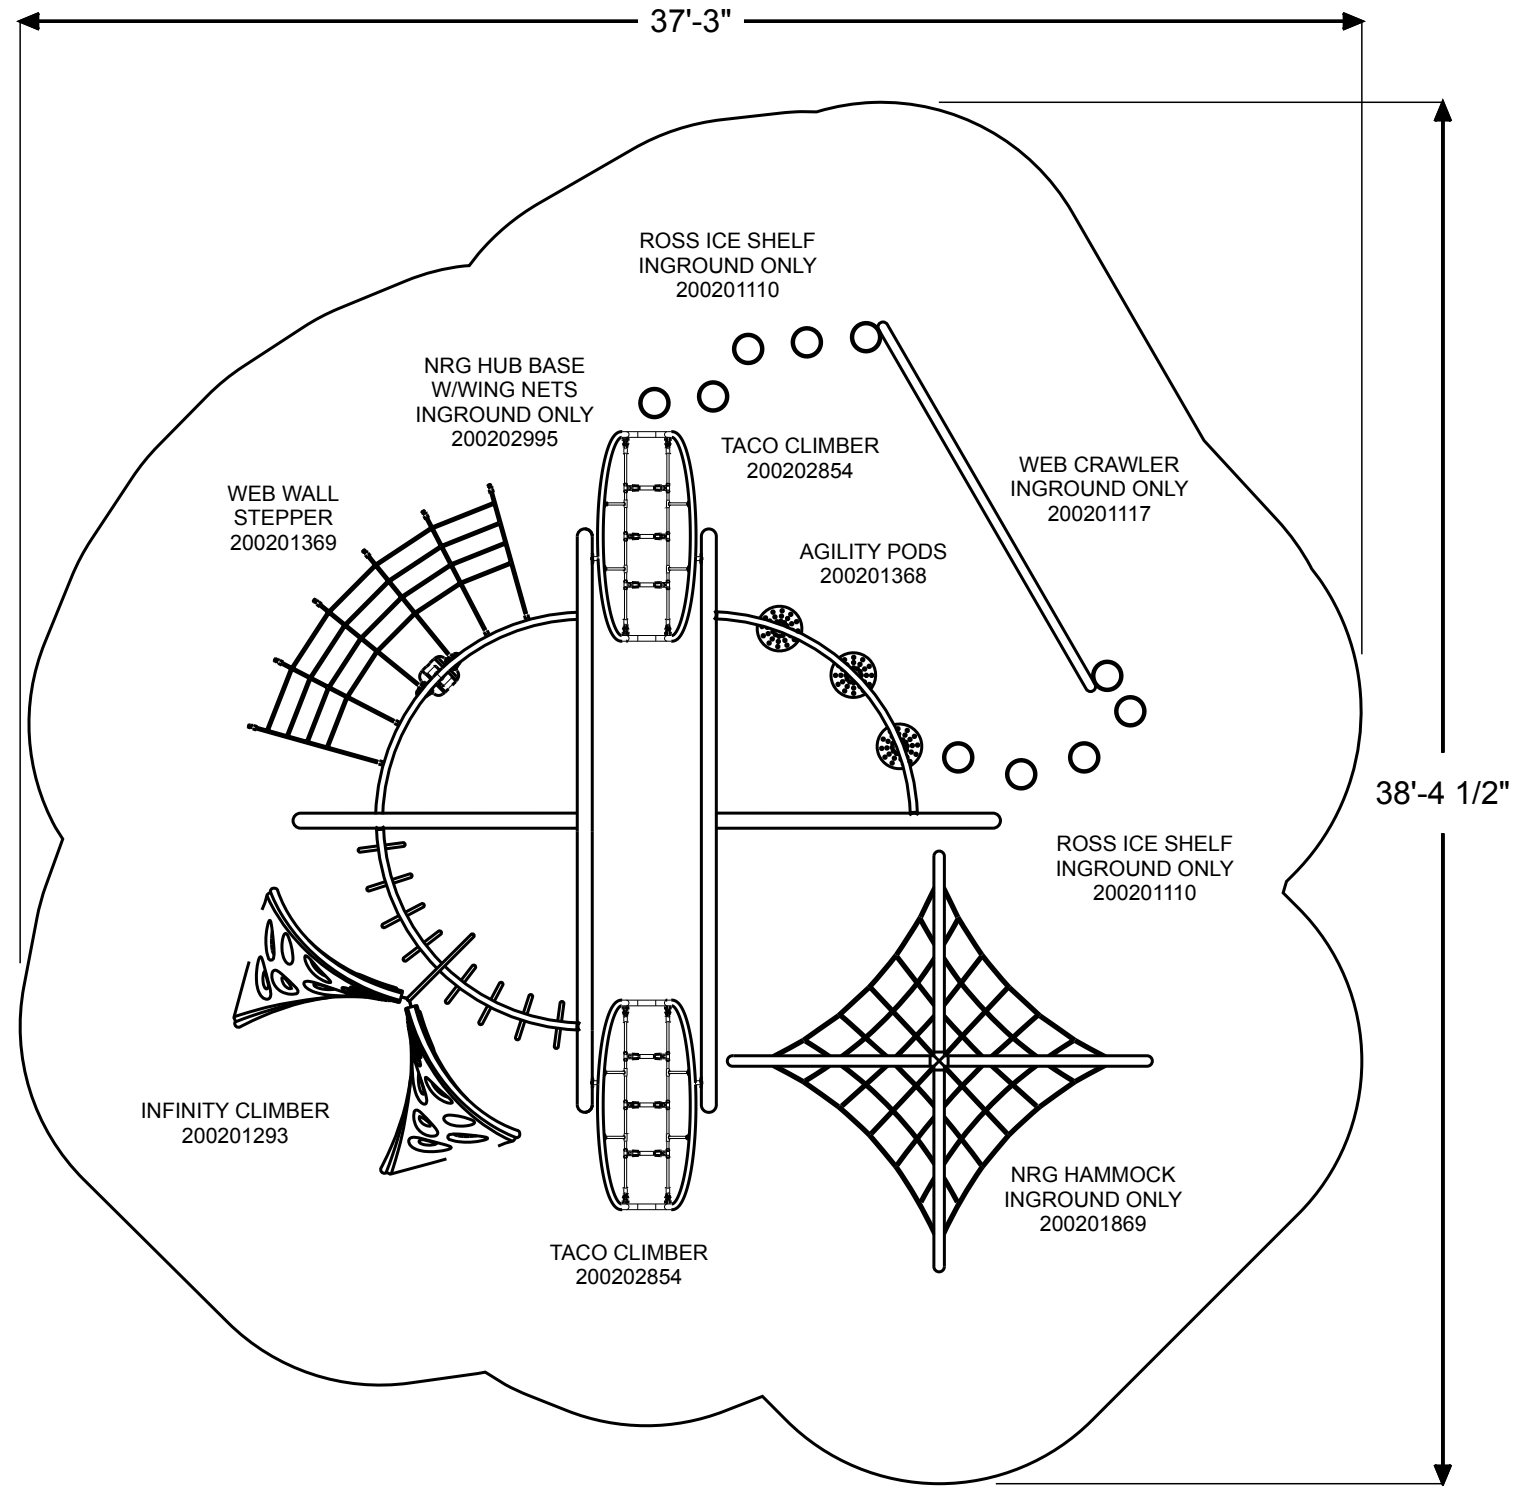 37'-3"
ROSS ICE SHELF
INGROUND ONLY
200201110
NRG HUB BASE
W/WING NETS
INGROUND ONLY
200202995
TACO CLIMBER
200202854
WEB CRAWLER
INGROUND ONLY
200201117
WEB WALL
STEPPER
200201369
AGILITY PODS
200201368
38'-4 1/2"
ROSS ICE SHELF
INGROUND ONLY
200201110
INFINITY CLIMBER
200201293
NRG HAMMOCK
INGROUND ONLY
200201869
TACO CLIMBER
200202854